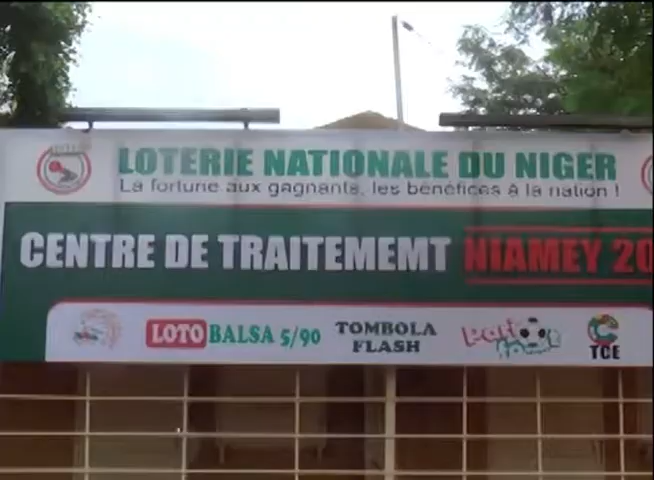 LOTERIE NATIONALE DU NIGER
La fortune aux gagnants, les bénéfices à la nation !
CENTRE DE TRAITEMEMT NIAMEY 20
LOTO BALSA 5/90
TOMBOLA
FLASH
TCE